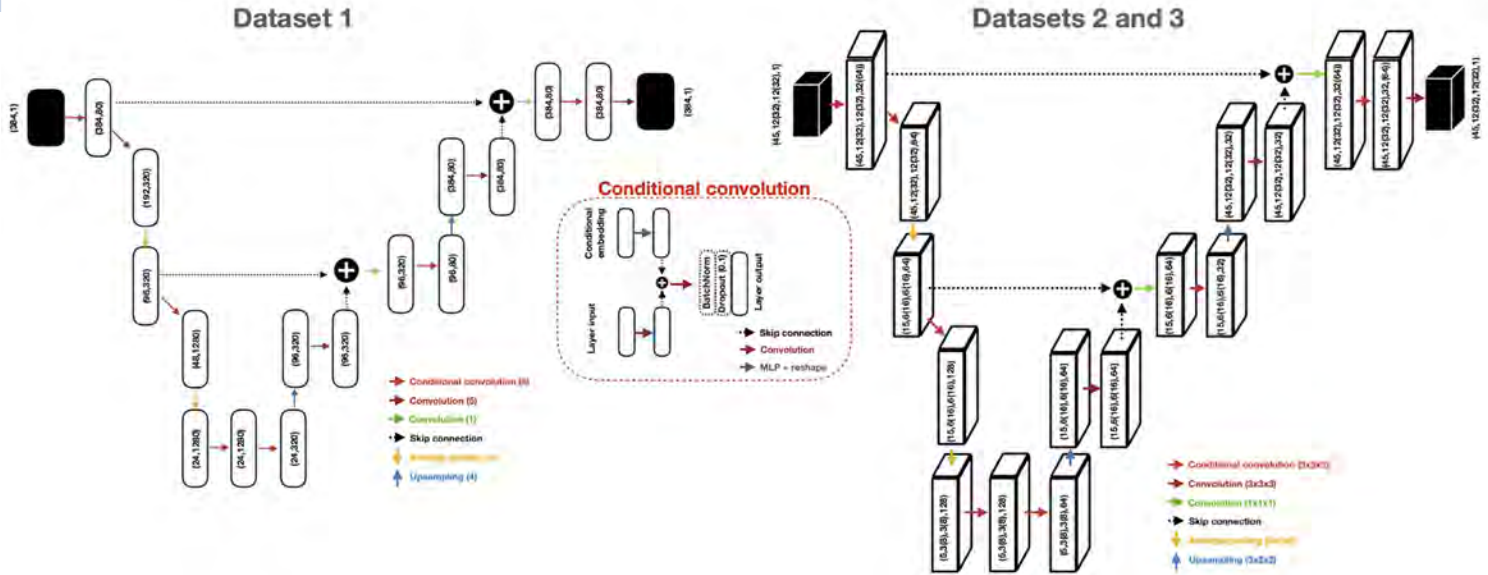 Dataset 1
(384,1)
(384,80)
(192,320)
(96,320)
(48,1280)
(24,1280)
(24,1280)
(24,320)
(96,320)
(96,320)
(96,320)
(96,80)
(384,80)
(384,80)
(384,80)
(384,80)
(384,1)
Conditional convolution
Convolution (5)
Convolution (1)
Skip connection
Upsampling (4)
Conditional convolution
Conditional
embedding
Layer input
BatchNorm
Dropout (0.1)
Layer output
Skip connection
Convolution
MLP + reshape
Datasets 2 and 3
(45,12(32),12(32),1)
(45,12(32),12(32),32(64))
(45,12(32),12(32),64)
(15,6(16),6(16),64)
(15,6(16),6(16),128)
(5,3(8),3(8),128)
(5,3(8),3(8),128)
(5,3(8),3(8),64)
(15,6(16),6(16),64)
(15,6(16),6(16),64)
(15,6(16),6(16),64)
(15,6(16),6(16),32)
(45,12(32),12(32),32)
(45,12(32),12(32),32)
(45,12(32),12(32),32(64))
(45,12(32),12(32),32(64))
(45,12(32),12(32),1)
Conditional convolution
Convolution (3x3x3)
Convolution (1x1x1)
Skip connection
Upsampling (3x2x2)